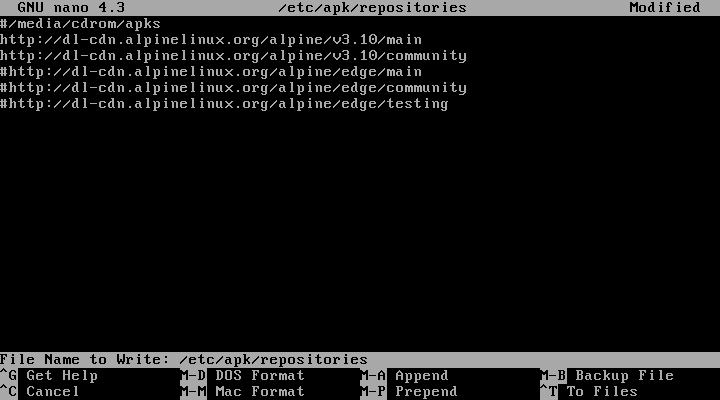 GNU nano 4.3 /etc/apk/repositories Modified
#/media/cdrom/apks
http://dl-cdn.alpinelinux.org/alpine/v3.10/main
http://dl-cdn.alpinelinux.org/alpine/v3.10/community
#http://dl-cdn.alpinelinux.org/alpine/edge/main
#http://dl-cdn.alpinelinux.org/alpine/edge/community
#http://dl-cdn.alpinelinux.org/alpine/edge/testing
File Name to Write: /etc/apk/repositories
^G Get Help M-D DOS Format M-A Append M-B Backup File
^C Cancel M-M Mac Format M-P Prepend ^T To Files